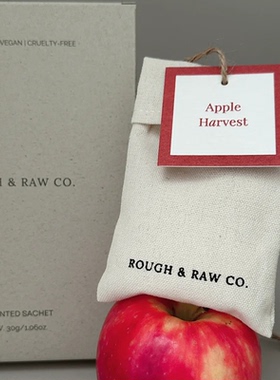 VEGAN | CRUELTY-FREE
H & RAW CO.
NTED SACHET
30g/1.06oz
Apple
Harvest
ROUGH & RAW CO.